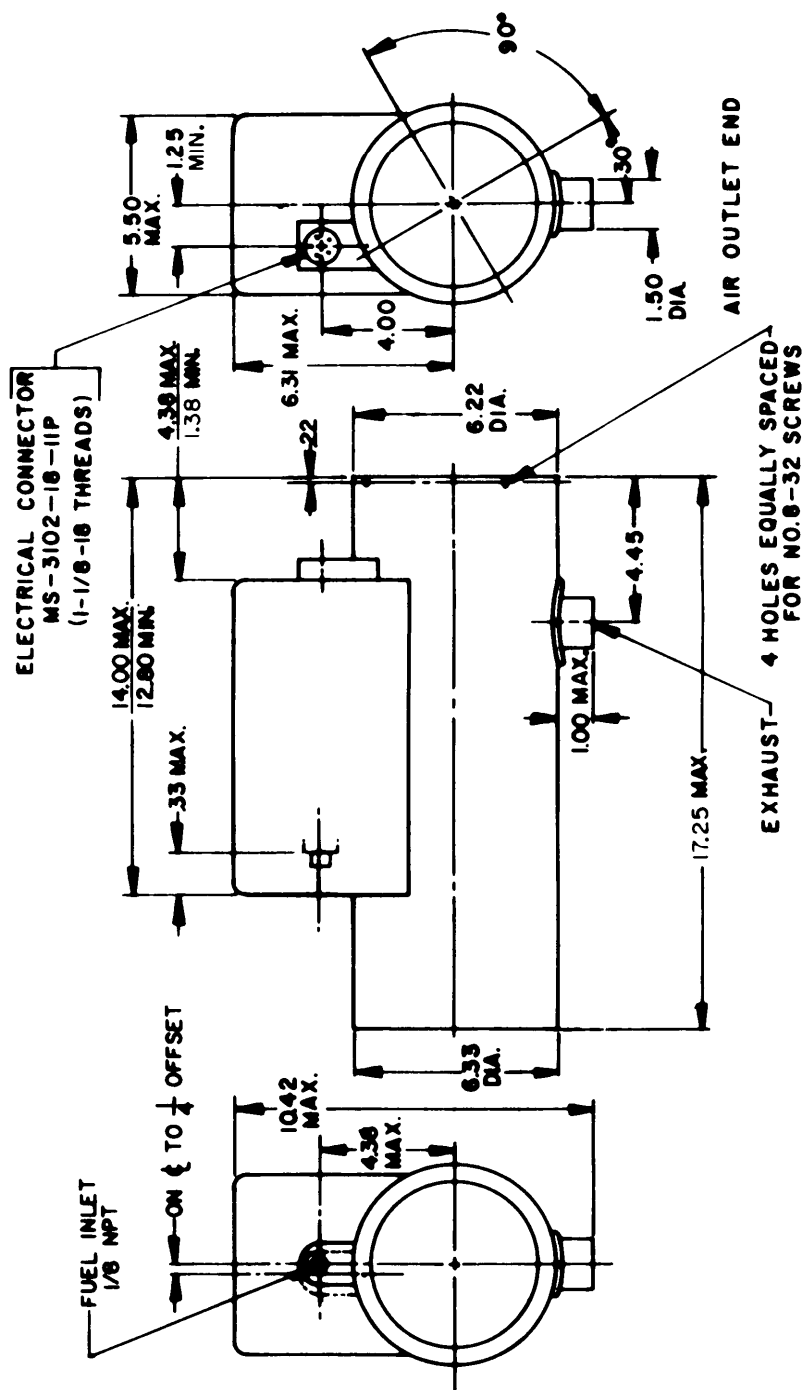 ELECTRICAL CONNECTOR
MS-3102-18-11P
(1-1/8-18 THREADS)
FUEL INLET
1/8 NPT
ON ℄ TO 1/4 OFFSET
10.42
MAX.
4.38
MAX.
14.00 MAX.
12.80 MIN.
.33 MAX.
4.38 MAX.
1.38 MIN.
.22
6.33
DIA.
6.22
DIA.
1.00 MAX.
4.45
17.25 MAX.
EXHAUST
4 HOLES EQUALLY SPACED
FOR NO.8-32 SCREWS
5.50
MAX.
1.25
MIN.
6.31 MAX.
4.00
90°
30°
1.50
DIA.
AIR OUTLET END